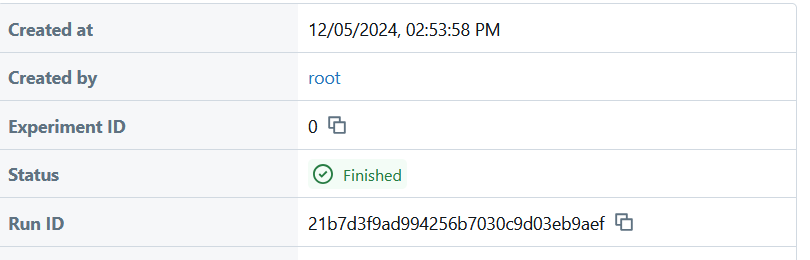 Created at 12/05/2024, 02:53:58 PM
Created by root
Experiment ID 0
Status Finished
Run ID 21b7d3f9ad994256b7030c9d03eb9aef